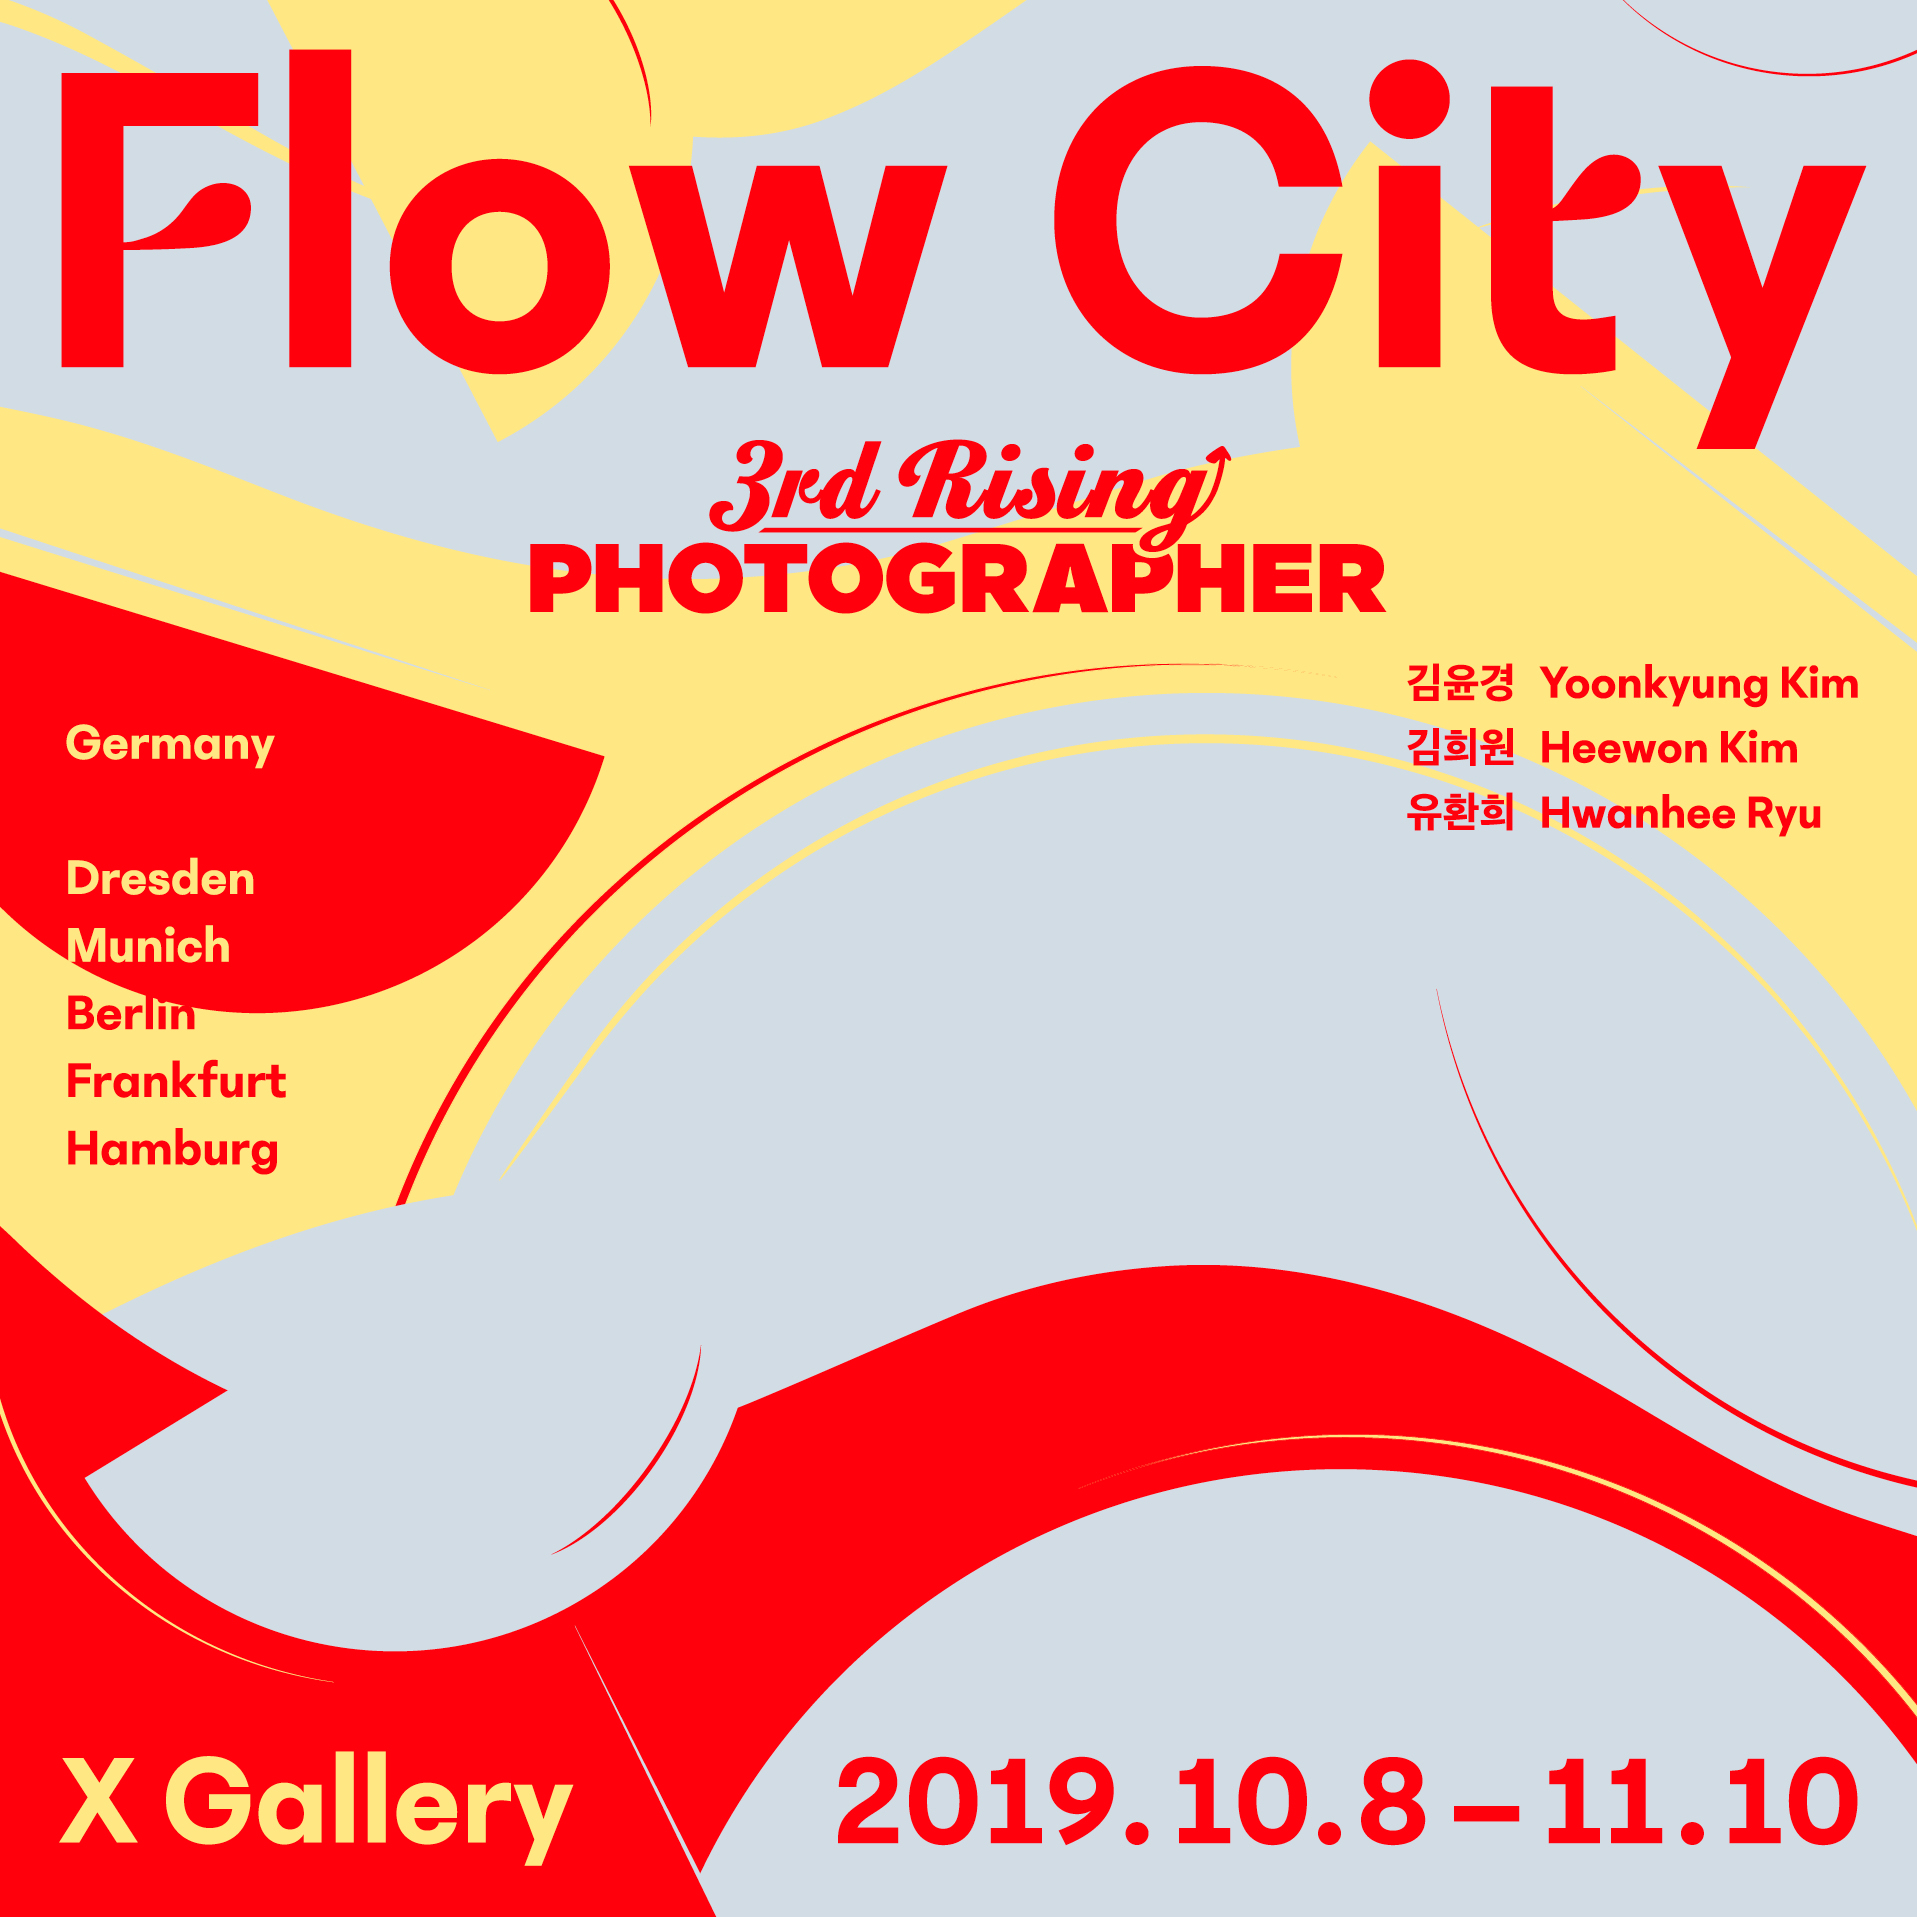 Flow City
3rd Rising
PHOTOGRAPHER
김윤경 Yoonkyung Kim
김희원 Heewon Kim
유환희 Hwanhee Ryu
Germany
Dresden
Munich
Berlin
Frankfurt
Hamburg
X Gallery
2019.10.8–11.10